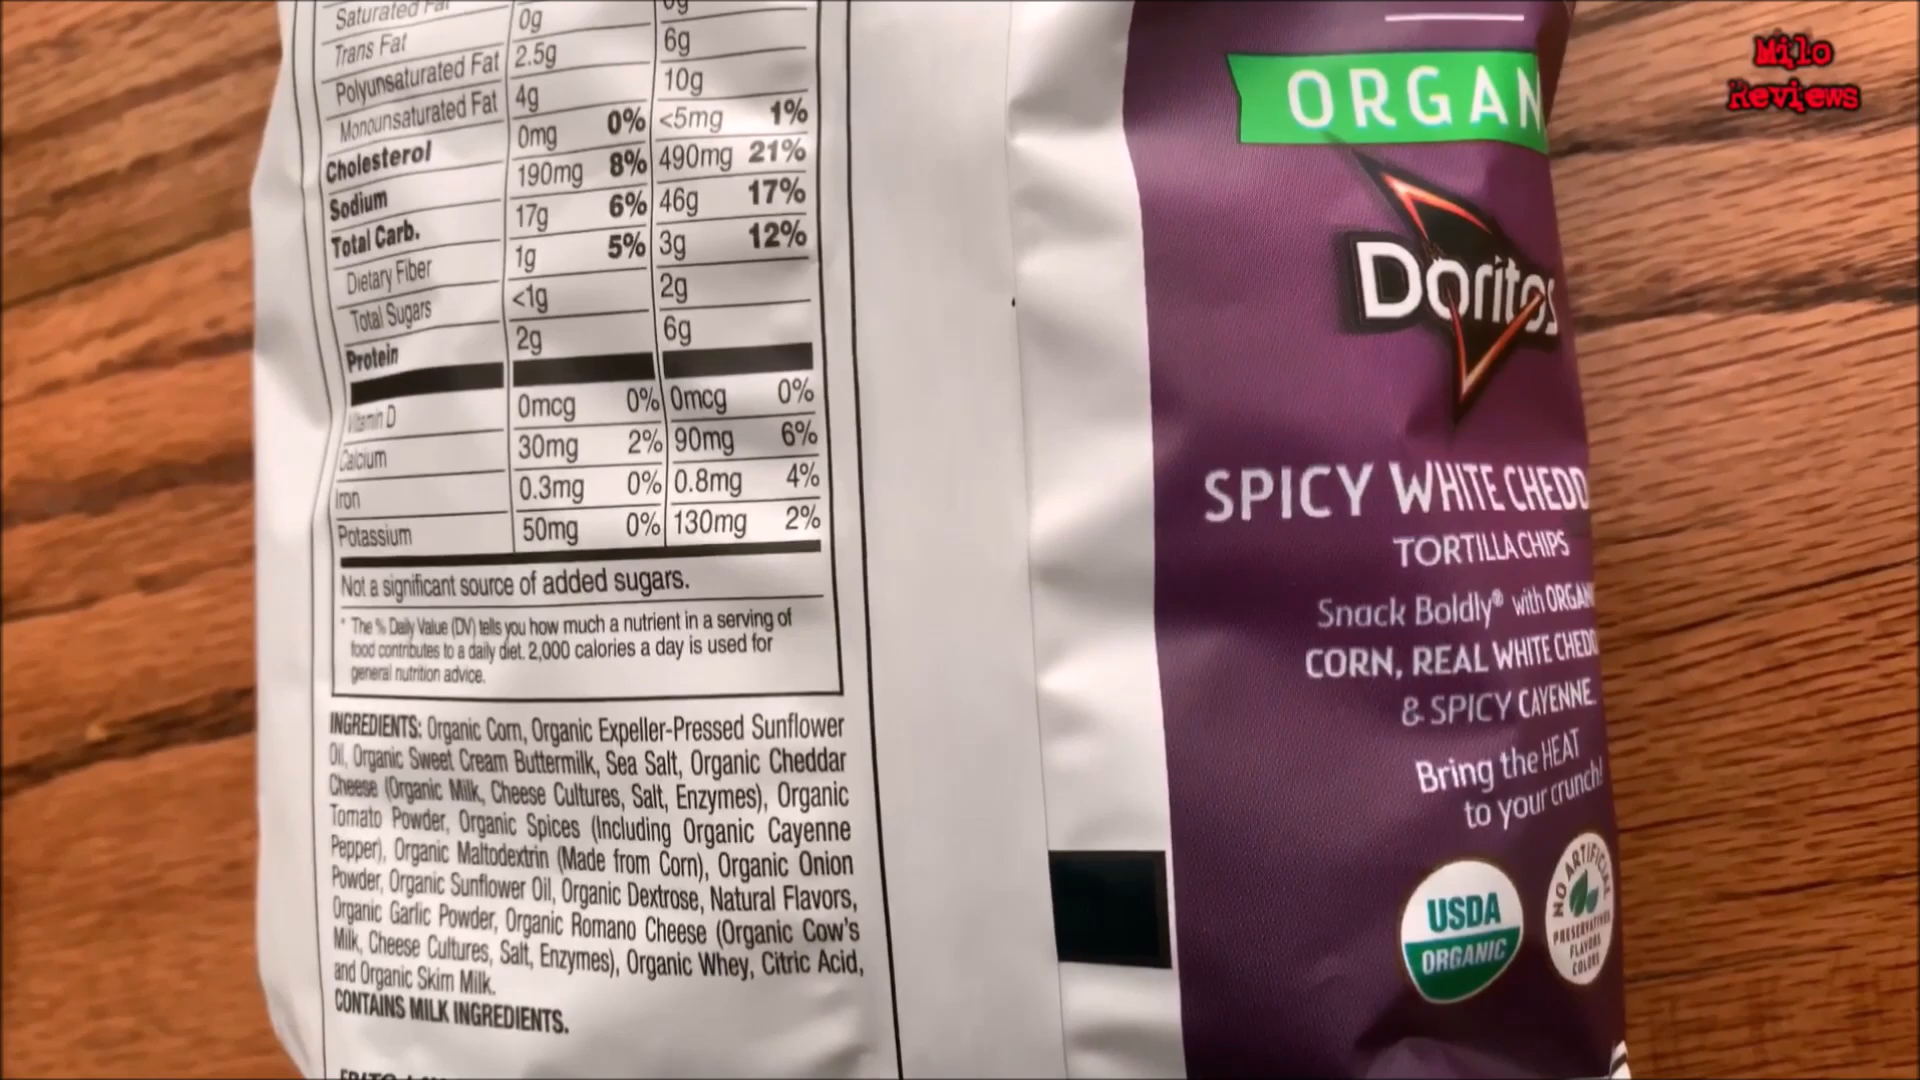 Saturated Fat
Trans Fat 0g 6g
Polyunsaturated Fat 2.5g 10g
Monounsaturated Fat 4g
Cholesterol 0mg 0% <5mg 1%
Sodium 190mg 8% 490mg 21%
Total Carb. 17g 6% 46g 17%
Dietary Fiber 1g 5% 3g 12%
Total Sugars <1g 2g
Protein 2g 6g
Vitamin D 0mcg 0% 0mcg 0%
Calcium 30mg 2% 90mg 6%
Iron 0.3mg 0% 0.8mg 4%
Potassium 50mg 0% 130mg 2%
Not a significant source of added sugars.
* The % Daily Value (DV) tells you how much a nutrient in a serving of
food contributes to a daily diet. 2,000 calories a day is used for
general nutrition advice.
INGREDIENTS: Organic Corn, Organic Expeller-Pressed Sunflower
Oil, Organic Sweet Cream Buttermilk, Sea Salt, Organic Cheddar
Cheese (Organic Milk, Cheese Cultures, Salt, Enzymes), Organic
Tomato Powder, Organic Spices (Including Organic Cayenne
Pepper), Organic Maltodextrin (Made from Corn), Organic Onion
Powder, Organic Sunflower Oil, Organic Dextrose, Natural Flavors,
Organic Garlic Powder, Organic Romano Cheese (Organic Cow's
Milk, Cheese Cultures, Salt, Enzymes), Organic Whey, Citric Acid,
and Organic Skim Milk.
CONTAINS MILK INGREDIENTS.
ORGAN
Doritos
SPICY WHITE CHEDD
TORTILLA CHIPS
Snack Boldly® with ORGAN
CORN, REAL WHITE CHEDD
& SPICY CAYENNE.
Bring the HEAT
to your crunch!
USDA
ORGANIC
NO ARTIFICIAL
PRESERVATIVES
FLAVORS
COLORS
Milo
Reviews